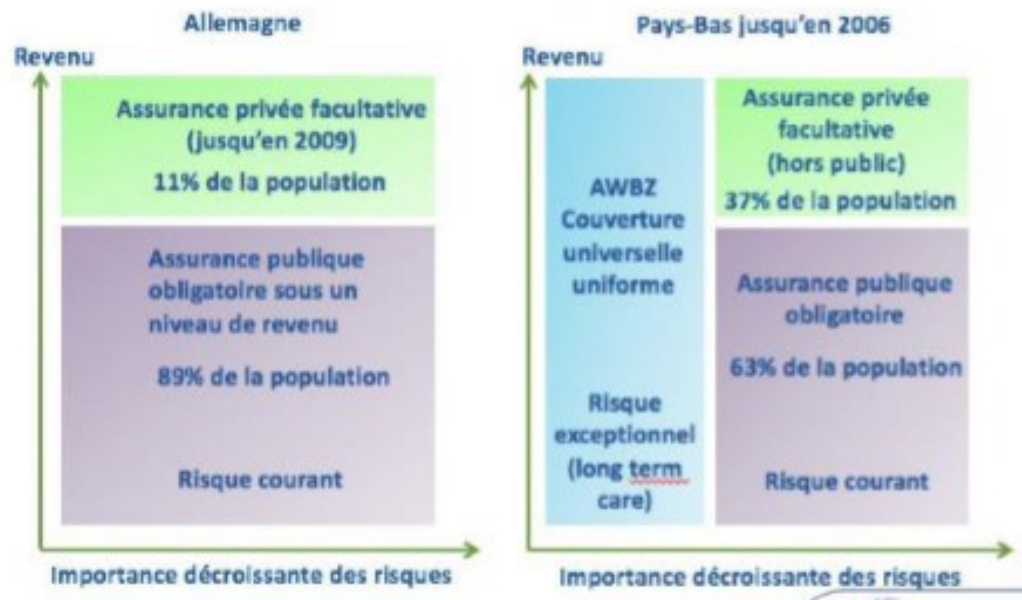 Allemagne
Revenu
Assurance privée facultative
(jusqu'en 2009)
11% de la population
Assurance publique
obligatoire sous un
niveau de revenu
89% de la population
Risque courant
Importance décroissante des risques
Pays-Bas jusqu'en 2006
Revenu
AWBZ
Couverture
universelle
uniforme
Risque
exceptionnel
(long term
care)
Assurance privée
facultative
(hors public)
37% de la population
Assurance publique
obligatoire
63% de la population
Risque courant
Importance décroissante des risques